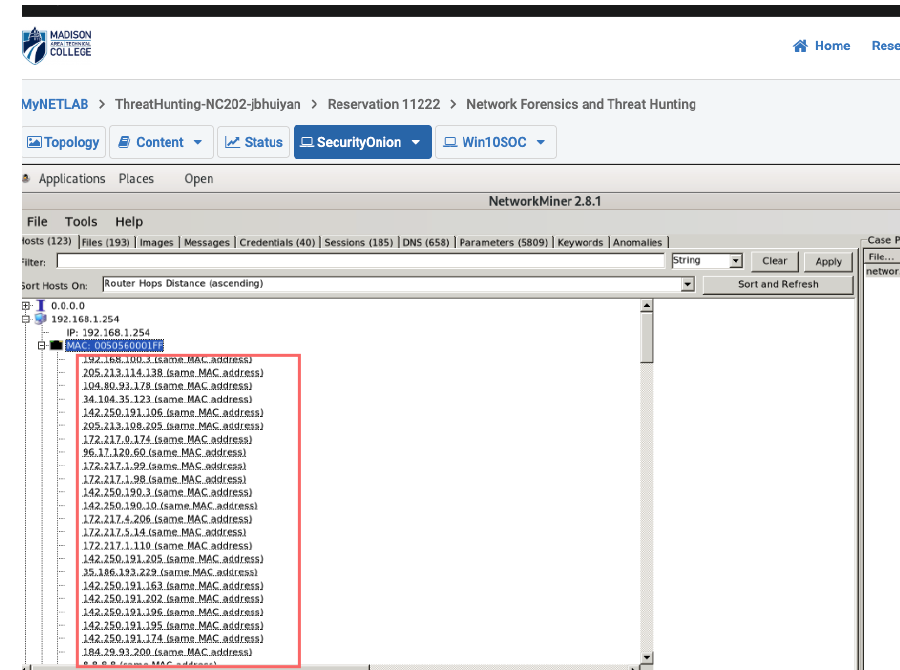 MADISON
AREA TECHNICAL
COLLEGE
Home
Rese
MyNETLAB > ThreatHunting-NC202-jbhuiyan > Reservation 11222 > Network Forensics and Threat Hunting
Topology Content Status SecurityOnion Win10SOC
Applications Places Open
NetworkMiner 2.8.1
File Tools Help
Hosts (123) Files (193) Images Messages Credentials (40) Sessions (185) DNS (658) Parameters (5809) Keywords Anomalies
Case P
Filter: String Clear Apply
File...
networ
Sort Hosts On: Router Hops Distance (ascending) Sort and Refresh
0.0.0.0
192.168.1.254
IP: 192.168.1.254
MAC: 0050560001FF
192.168.100.3 (same MAC address)
205.213.114.138 (same MAC address)
104.80.93.178 (same MAC address)
34.104.35.123 (same MAC address)
142.250.191.106 (same MAC address)
205.213.108.205 (same MAC address)
172.217.0.174 (same MAC address)
96.17.120.60 (same MAC address)
172.217.1.99 (same MAC address)
172.217.1.98 (same MAC address)
142.250.190.3 (same MAC address)
142.250.190.10 (same MAC address)
172.217.4.206 (same MAC address)
172.217.5.14 (same MAC address)
172.217.1.110 (same MAC address)
142.250.191.205 (same MAC address)
35.186.193.229 (same MAC address)
142.250.191.163 (same MAC address)
142.250.191.202 (same MAC address)
142.250.191.196 (same MAC address)
142.250.191.195 (same MAC address)
142.250.191.174 (same MAC address)
184.29.93.200 (same MAC address)
8.8.8.8 (same MAC address)